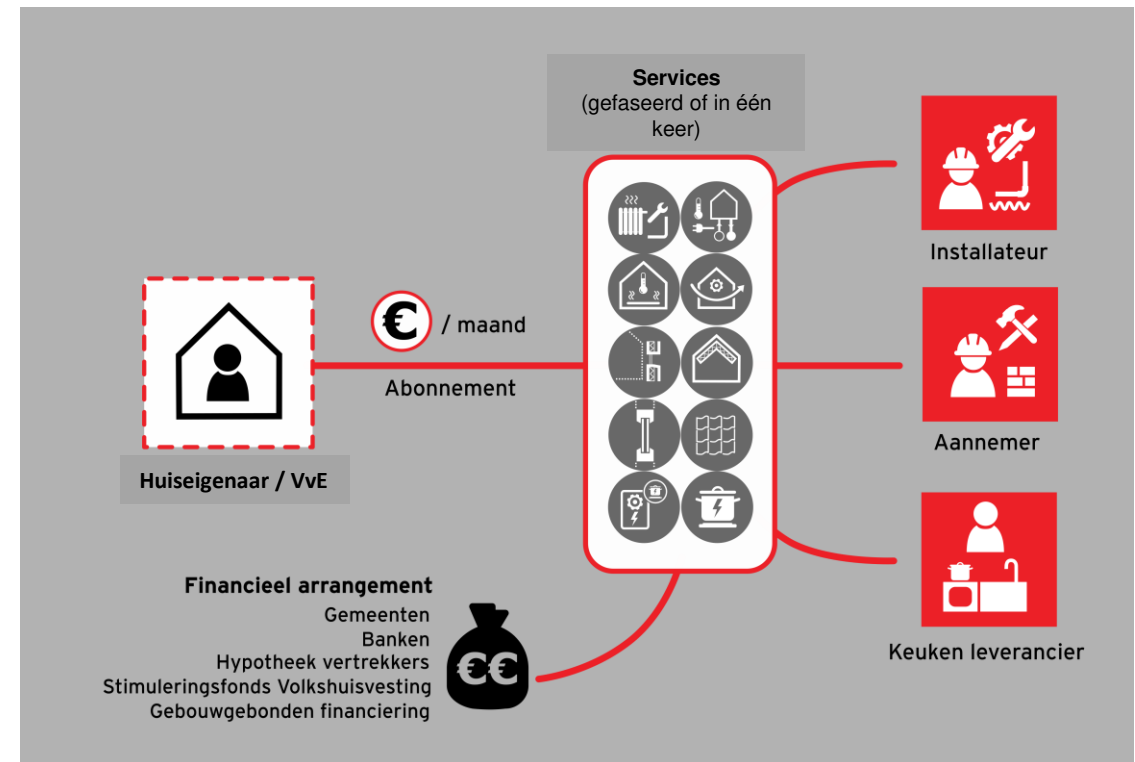 Services
(gefaseerd of in één
keer)
Installateur
€ / maand
Abonnement
Aannemer
Huiseigenaar / VvE
Financieel arrangement
Gemeenten
Banken
Hypotheek vertrekkers
Stimuleringsfonds Volkshuisvesting
Gebouwgebonden financiering
€€
Keuken leverancier